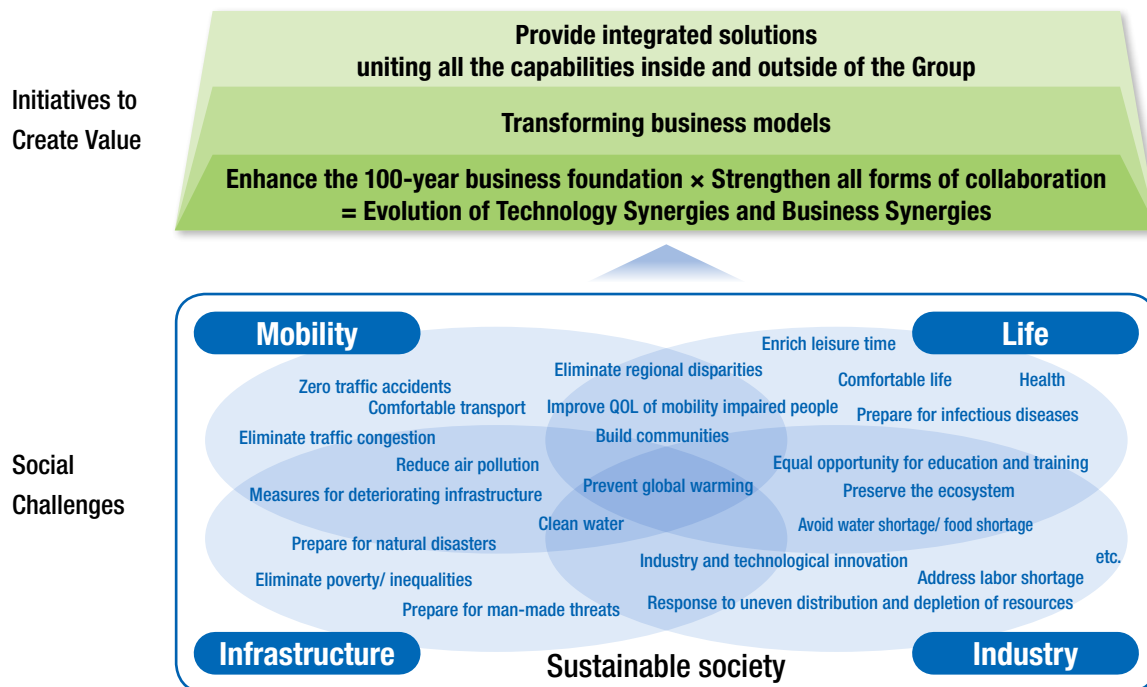 Initiatives to
Create Value
Provide integrated solutions
uniting all the capabilities inside and outside of the Group
Transforming business models
Enhance the 100-year business foundation × Strengthen all forms of collaboration
= Evolution of Technology Synergies and Business Synergies
Social
Challenges
Mobility
Life
Enrich leisure time
Eliminate regional disparities
Zero traffic accidents
Comfortable life
Health
Comfortable transport
Improve QOL of mobility impaired people
Prepare for infectious diseases
Eliminate traffic congestion
Build communities
Reduce air pollution
Equal opportunity for education and training
Measures for deteriorating infrastructure
Prevent global warming
Preserve the ecosystem
Clean water
Avoid water shortage/ food shortage
Prepare for natural disasters
Industry and technological innovation
etc.
Eliminate poverty/ inequalities
Address labor shortage
Prepare for man-made threats
Response to uneven distribution and depletion of resources
Infrastructure
Sustainable society
Industry